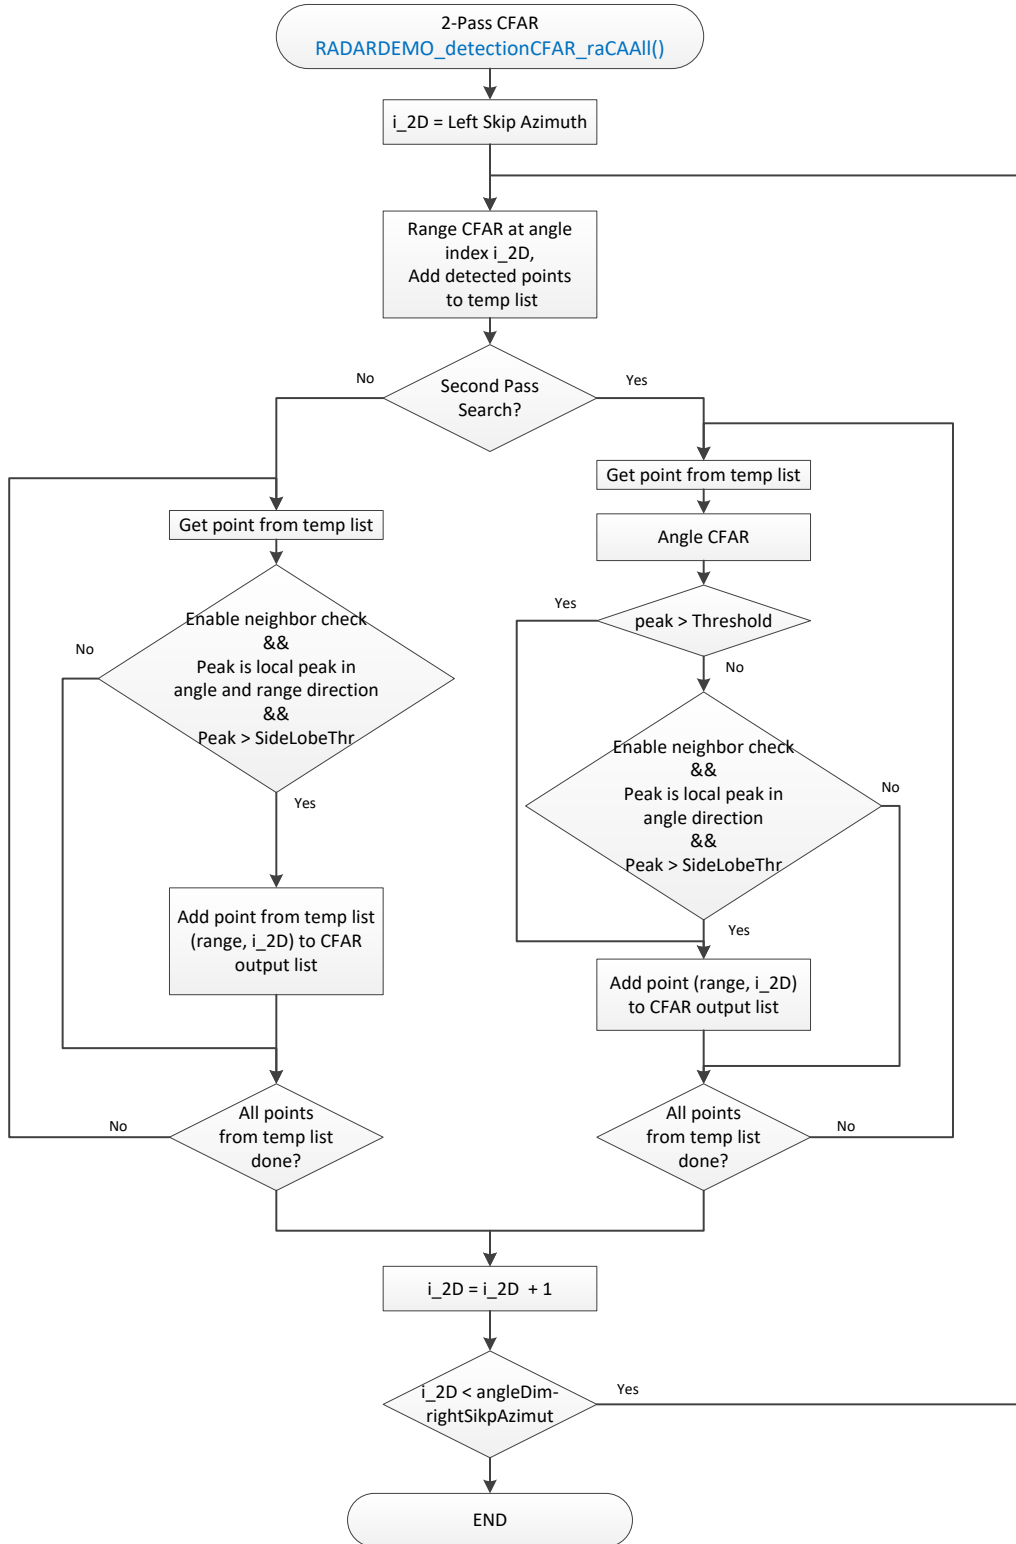 2-Pass CFAR
RADARDEMO_detectionCFAR_raCAAll()
i_2D = Left Skip Azimuth
Range CFAR at angle
index i_2D,
Add detected points
to temp list
No
Second Pass
Search?
Yes
Get point from temp list
Angle CFAR
Yes
peak > Threshold
No
Get point from temp list
No
Enable neighbor check
&&
Peak is local peak in
angle and range direction
&&
Peak > SideLobeThr
Yes
Enable neighbor check
&&
Peak is local peak in
angle direction
&&
Peak > SideLobeThr
No
Yes
Add point from temp list
(range, i_2D) to CFAR
output list
Add point (range, i_2D)
to CFAR output list
No
All points
from temp list
done?
All points
from temp list
done?
No
i_2D = i_2D + 1
i_2D < angleDim-
rightSikpAzimut
Yes
END